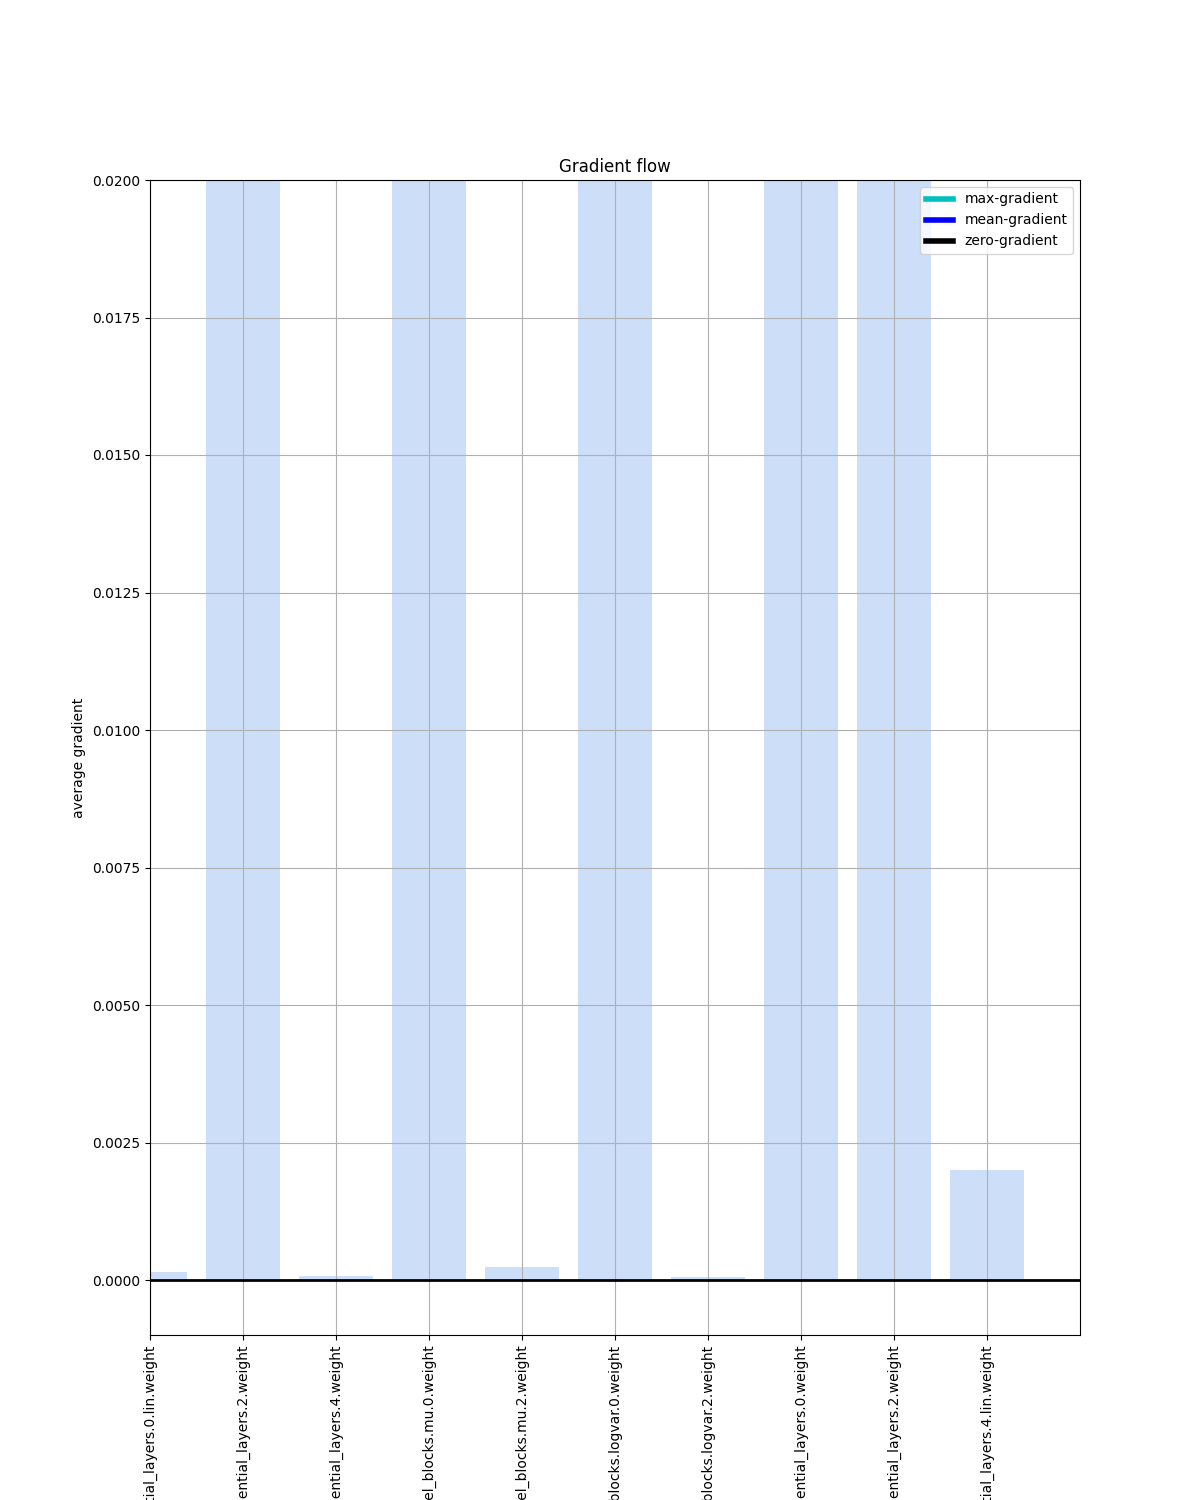 Gradient flow
max-gradient
mean-gradient
zero-gradient
0.0200
0.0175
0.0150
0.0125
0.0100
0.0075
0.0050
0.0025
0.0000
average gradient
tial_layers.0.lin.weight
ential_layers.2.weight
ential_layers.4.weight
el_blocks.mu.0.weight
el_blocks.mu.2.weight
blocks.logvar.0.weight
blocks.logvar.2.weight
ential_layers.0.weight
ential_layers.2.weight
tial_layers.4.lin.weight